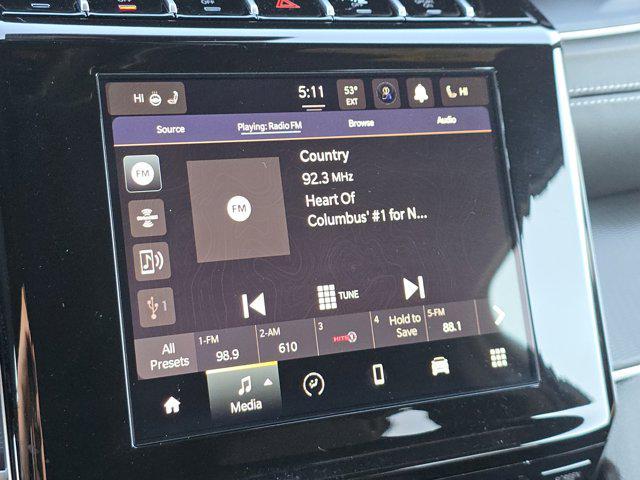 HI
5:11
53°
EXT
HI
Source
Playing: Radio FM
Browse
Audio
FM
FM
Country
92.3 MHz
Heart Of
Columbus' #1 for N...
1
TUNE
All
Presets
1-FM
98.9
2-AM
610
3
HITS 1
4
Hold to
Save
5-FM
88.1
Media